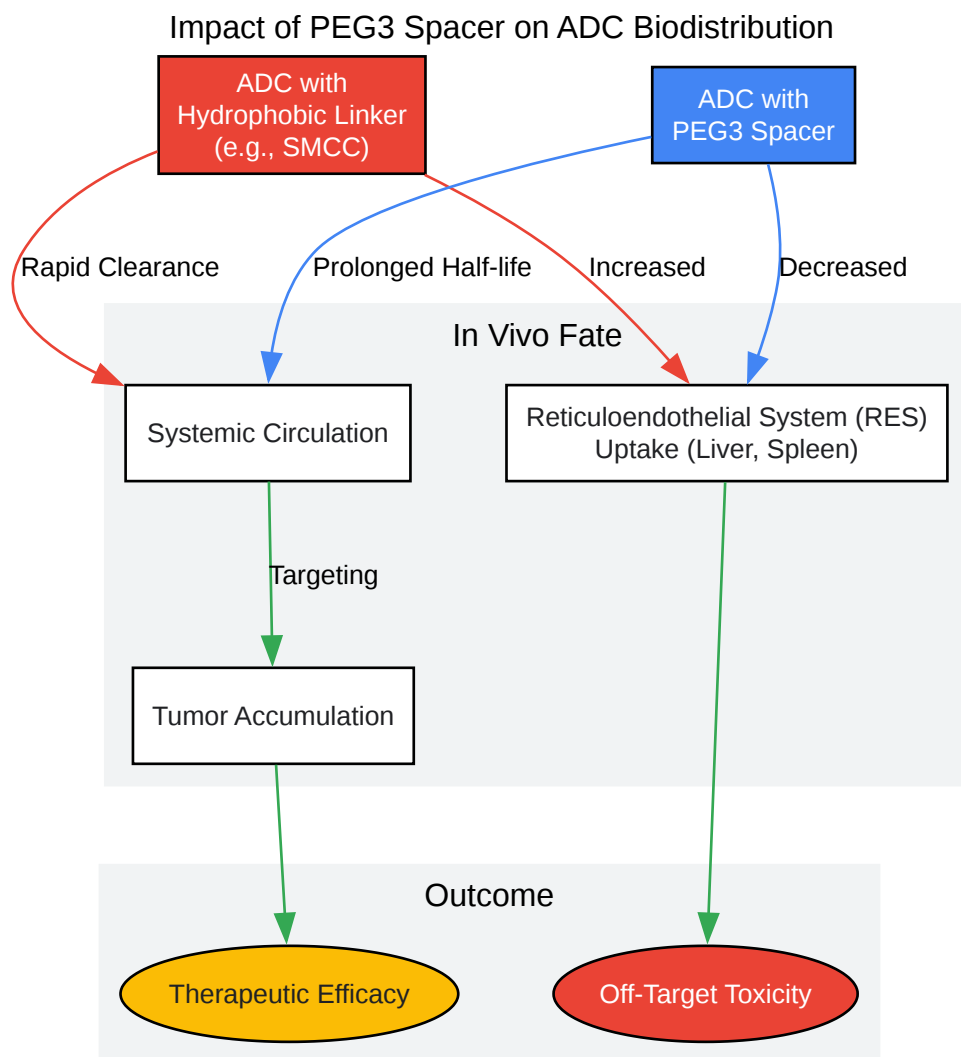 Impact of PEG3 Spacer on ADC Biodistribution
ADC with
Hydrophobic Linker
(e.g., SMCC)
ADC with
PEG3 Spacer
Rapid Clearance
Prolonged Half-life
Increased
Decreased
In Vivo Fate
Systemic Circulation
Reticuloendothelial System (RES)
Uptake (Liver, Spleen)
Targeting
Tumor Accumulation
Outcome
Therapeutic Efficacy
Off-Target Toxicity